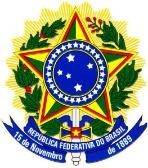 REPÚBLICA FEDERATIVA DO BRASIL
15 de Novembro
de 1889